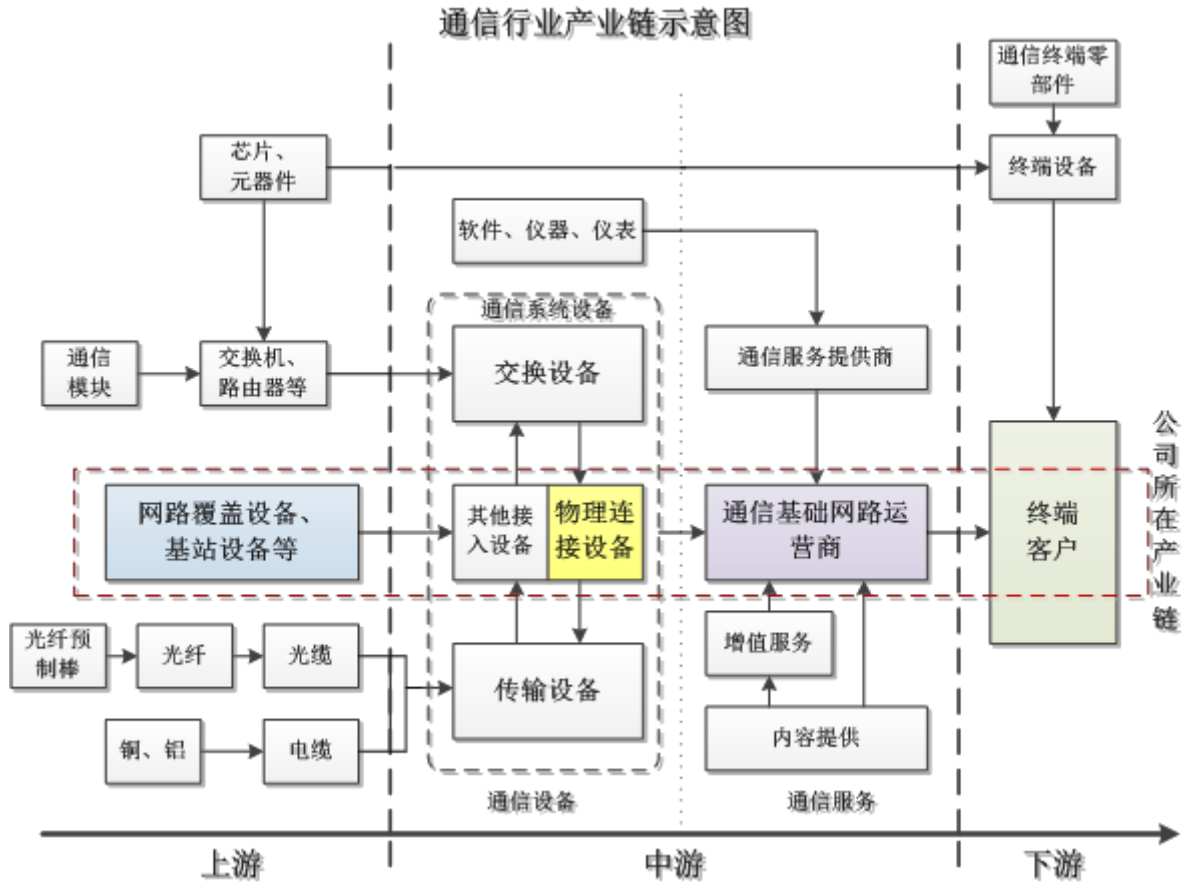 通信行业产业链示意图
通信终端零
部件
芯片、
元器件
终端设备
软件、仪器、仪表
通信系统设备
通信
模块
交换机、
路由器等
交换设备
通信服务提供商
公司所在产业链
网路覆盖设备、
基站设备等
其他接
入设备
物理连
接设备
通信基础网路运
营商
终端
客户
光纤预
制棒
光纤
光缆
传输设备
增值服务
铜、铝
电缆
内容提供
通信设备
通信服务
上游
中游
下游